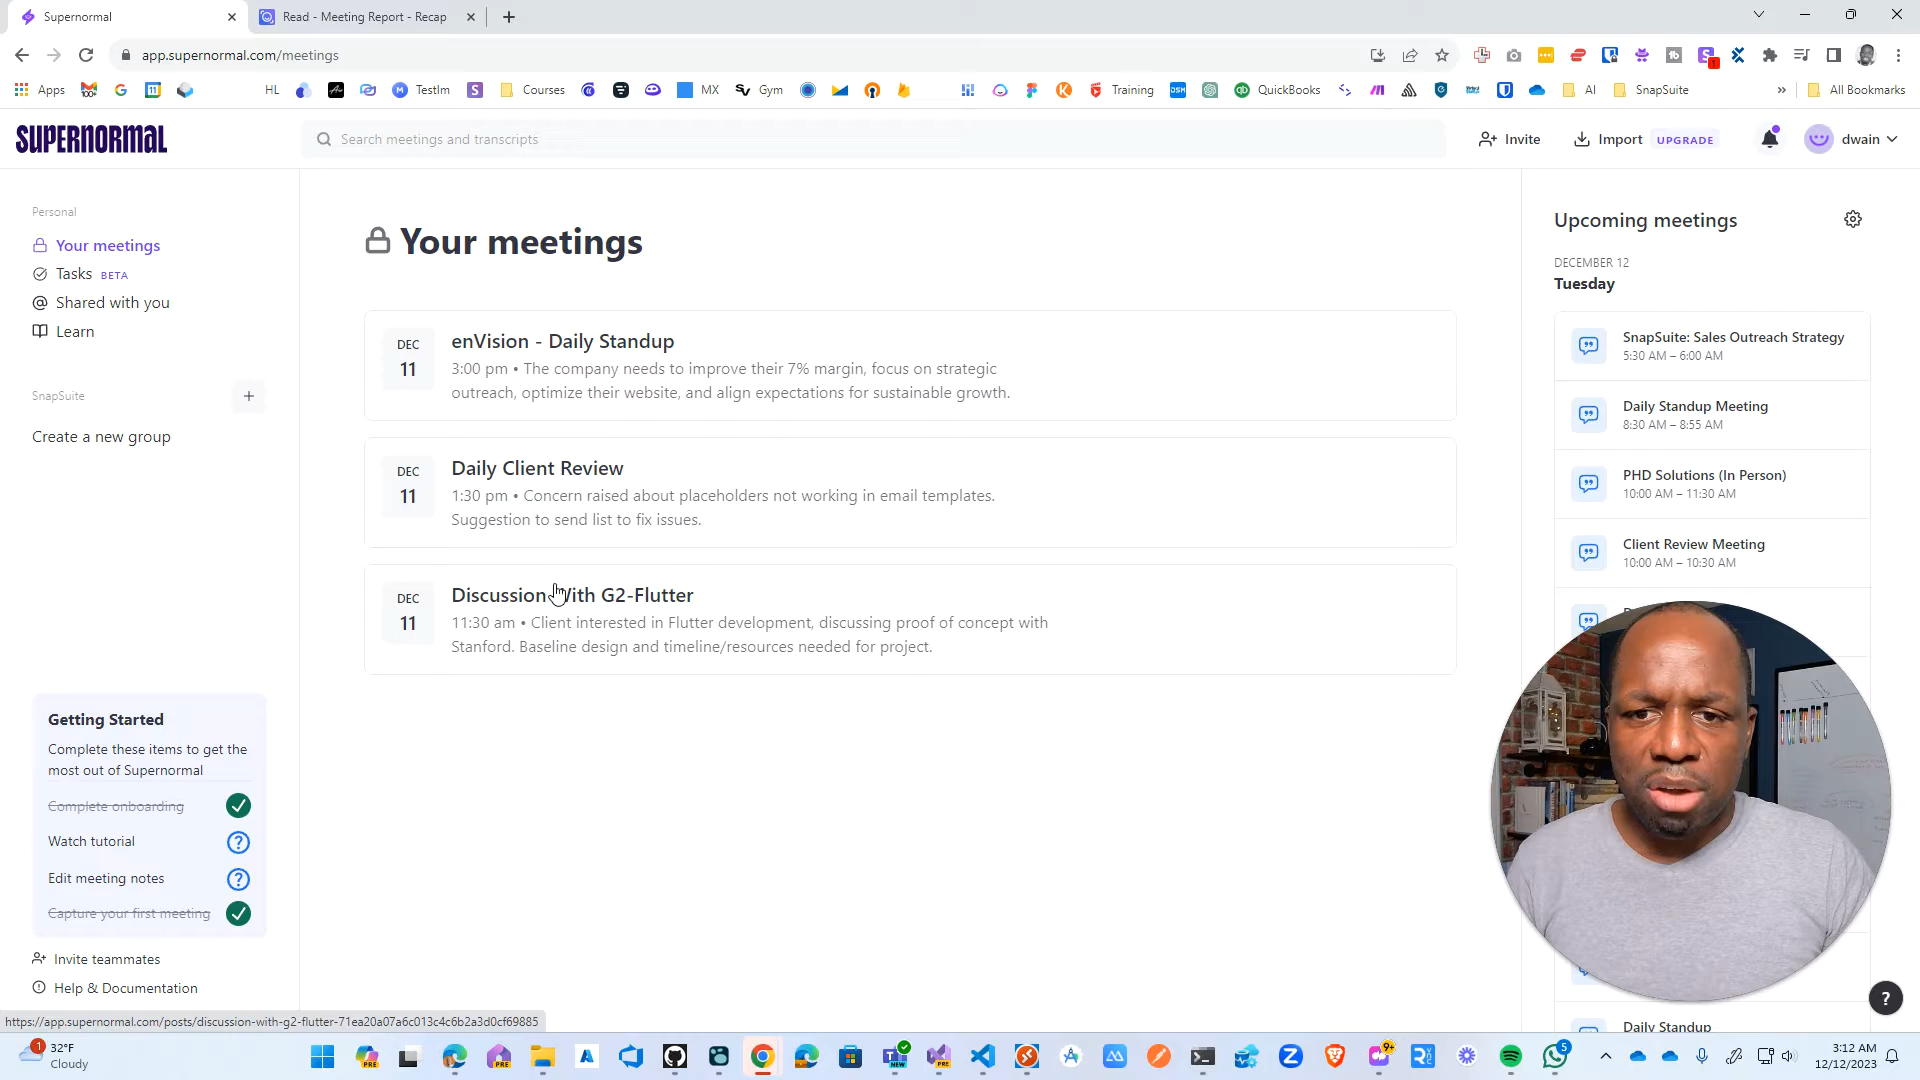 Supernormal
Read - Meeting Report - Recap
app.supernormal.com/meetings
Apps
HL
TestIm
Courses
MX
Gym
Training
QuickBooks
AI
SnapSuite
All Bookmarks
SUPERNORMAL
Search meetings and transcripts
Invite
Import UPGRADE
dwain
Personal
Your meetings
Tasks BETA
Shared with you
Learn
SnapSuite
Create a new group
Your meetings
DEC
11
enVision - Daily Standup
3:00 pm • The company needs to improve their 7% margin, focus on strategic
outreach, optimize their website, and align expectations for sustainable growth.
DEC
11
Daily Client Review
1:30 pm • Concern raised about placeholders not working in email templates.
Suggestion to send list to fix issues.
DEC
11
Discussion With G2-Flutter
11:30 am • Client interested in Flutter development, discussing proof of concept with
Stanford. Baseline design and timeline/resources needed for project.
Upcoming meetings
DECEMBER 12
Tuesday
SnapSuite: Sales Outreach Strategy
5:30 AM – 6:00 AM
Daily Standup Meeting
8:30 AM – 8:55 AM
PHD Solutions (In Person)
10:00 AM – 11:30 AM
Client Review Meeting
10:00 AM – 10:30 AM
Daily Standup
Getting Started
Complete these items to get the
most out of Supernormal
Complete onboarding
Watch tutorial
Edit meeting notes
Capture your first meeting
Invite teammates
Help & Documentation
https://app.supernormal.com/posts/discussion-with-g2-flutter-71ea20a07a6c013c4c6b2a3d0cf69885
1
32°F
Cloudy
9+
5
3:12 AM
12/12/2023